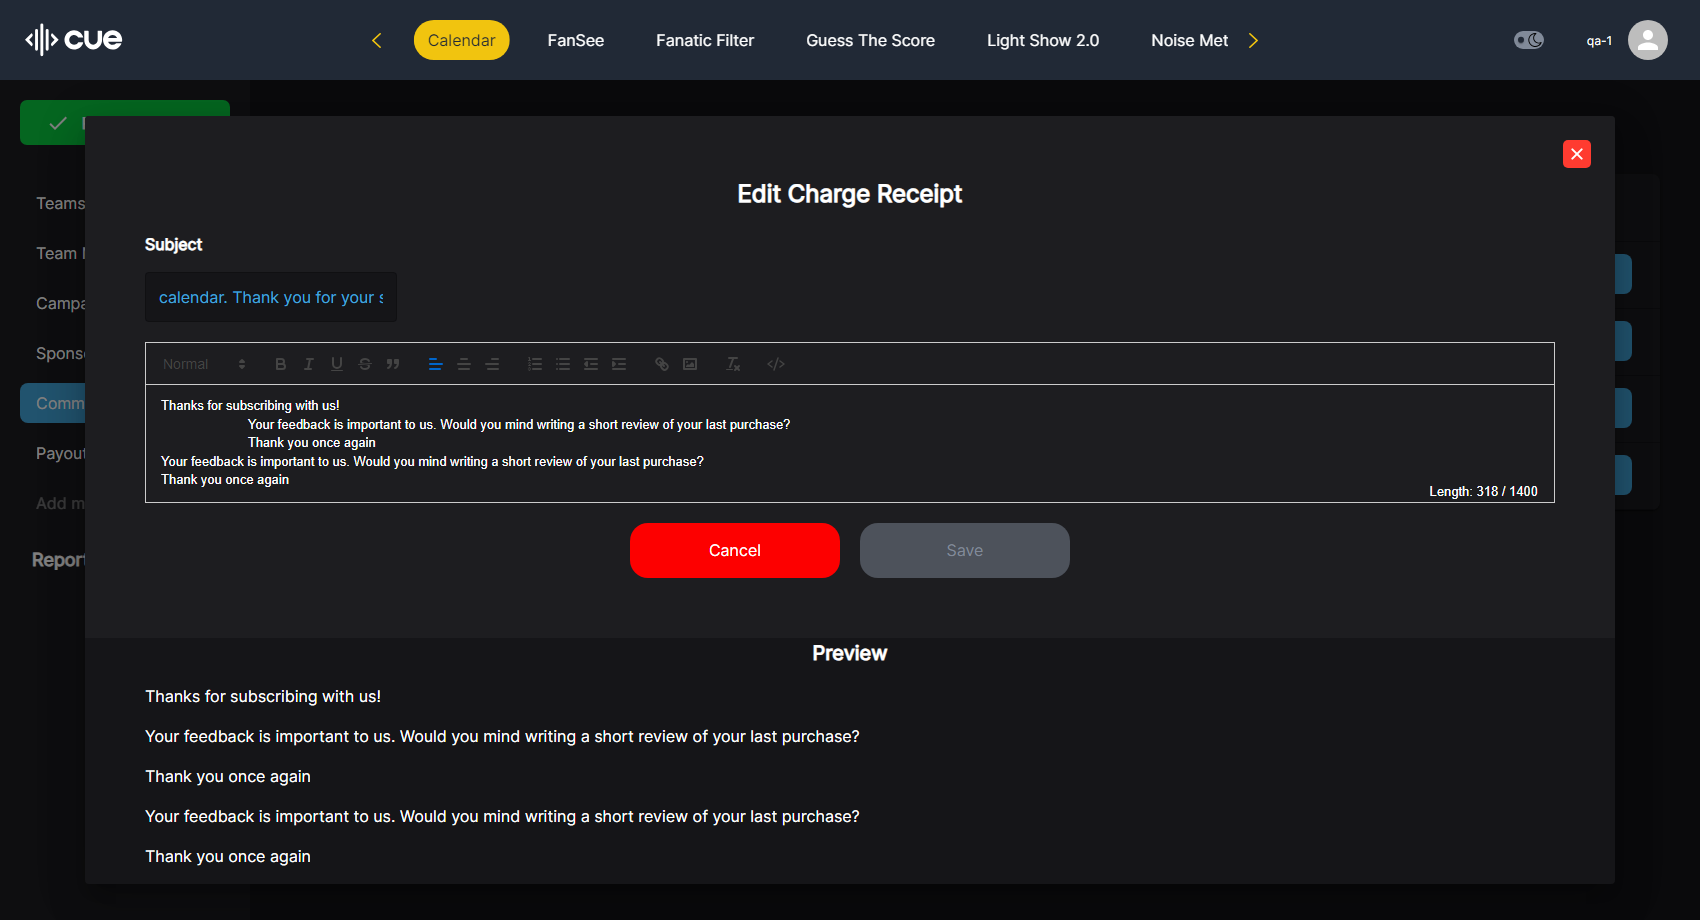 cue
Calendar
FanSee
Fanatic Filter
Guess The Score
Light Show 2.0
Noise Met
qa-1
Teams
Team
Campa
Spons
Comm
Payou
Add m
Repor
Edit Charge Receipt
Subject
calendar. Thank you for your s
Normal
Thanks for subscribing with us!
Your feedback is important to us. Would you mind writing a short review of your last purchase?
Thank you once again
Your feedback is important to us. Would you mind writing a short review of your last purchase?
Thank you once again
Length: 318 / 1400
Cancel
Save
Preview
Thanks for subscribing with us!
Your feedback is important to us. Would you mind writing a short review of your last purchase?
Thank you once again
Your feedback is important to us. Would you mind writing a short review of your last purchase?
Thank you once again